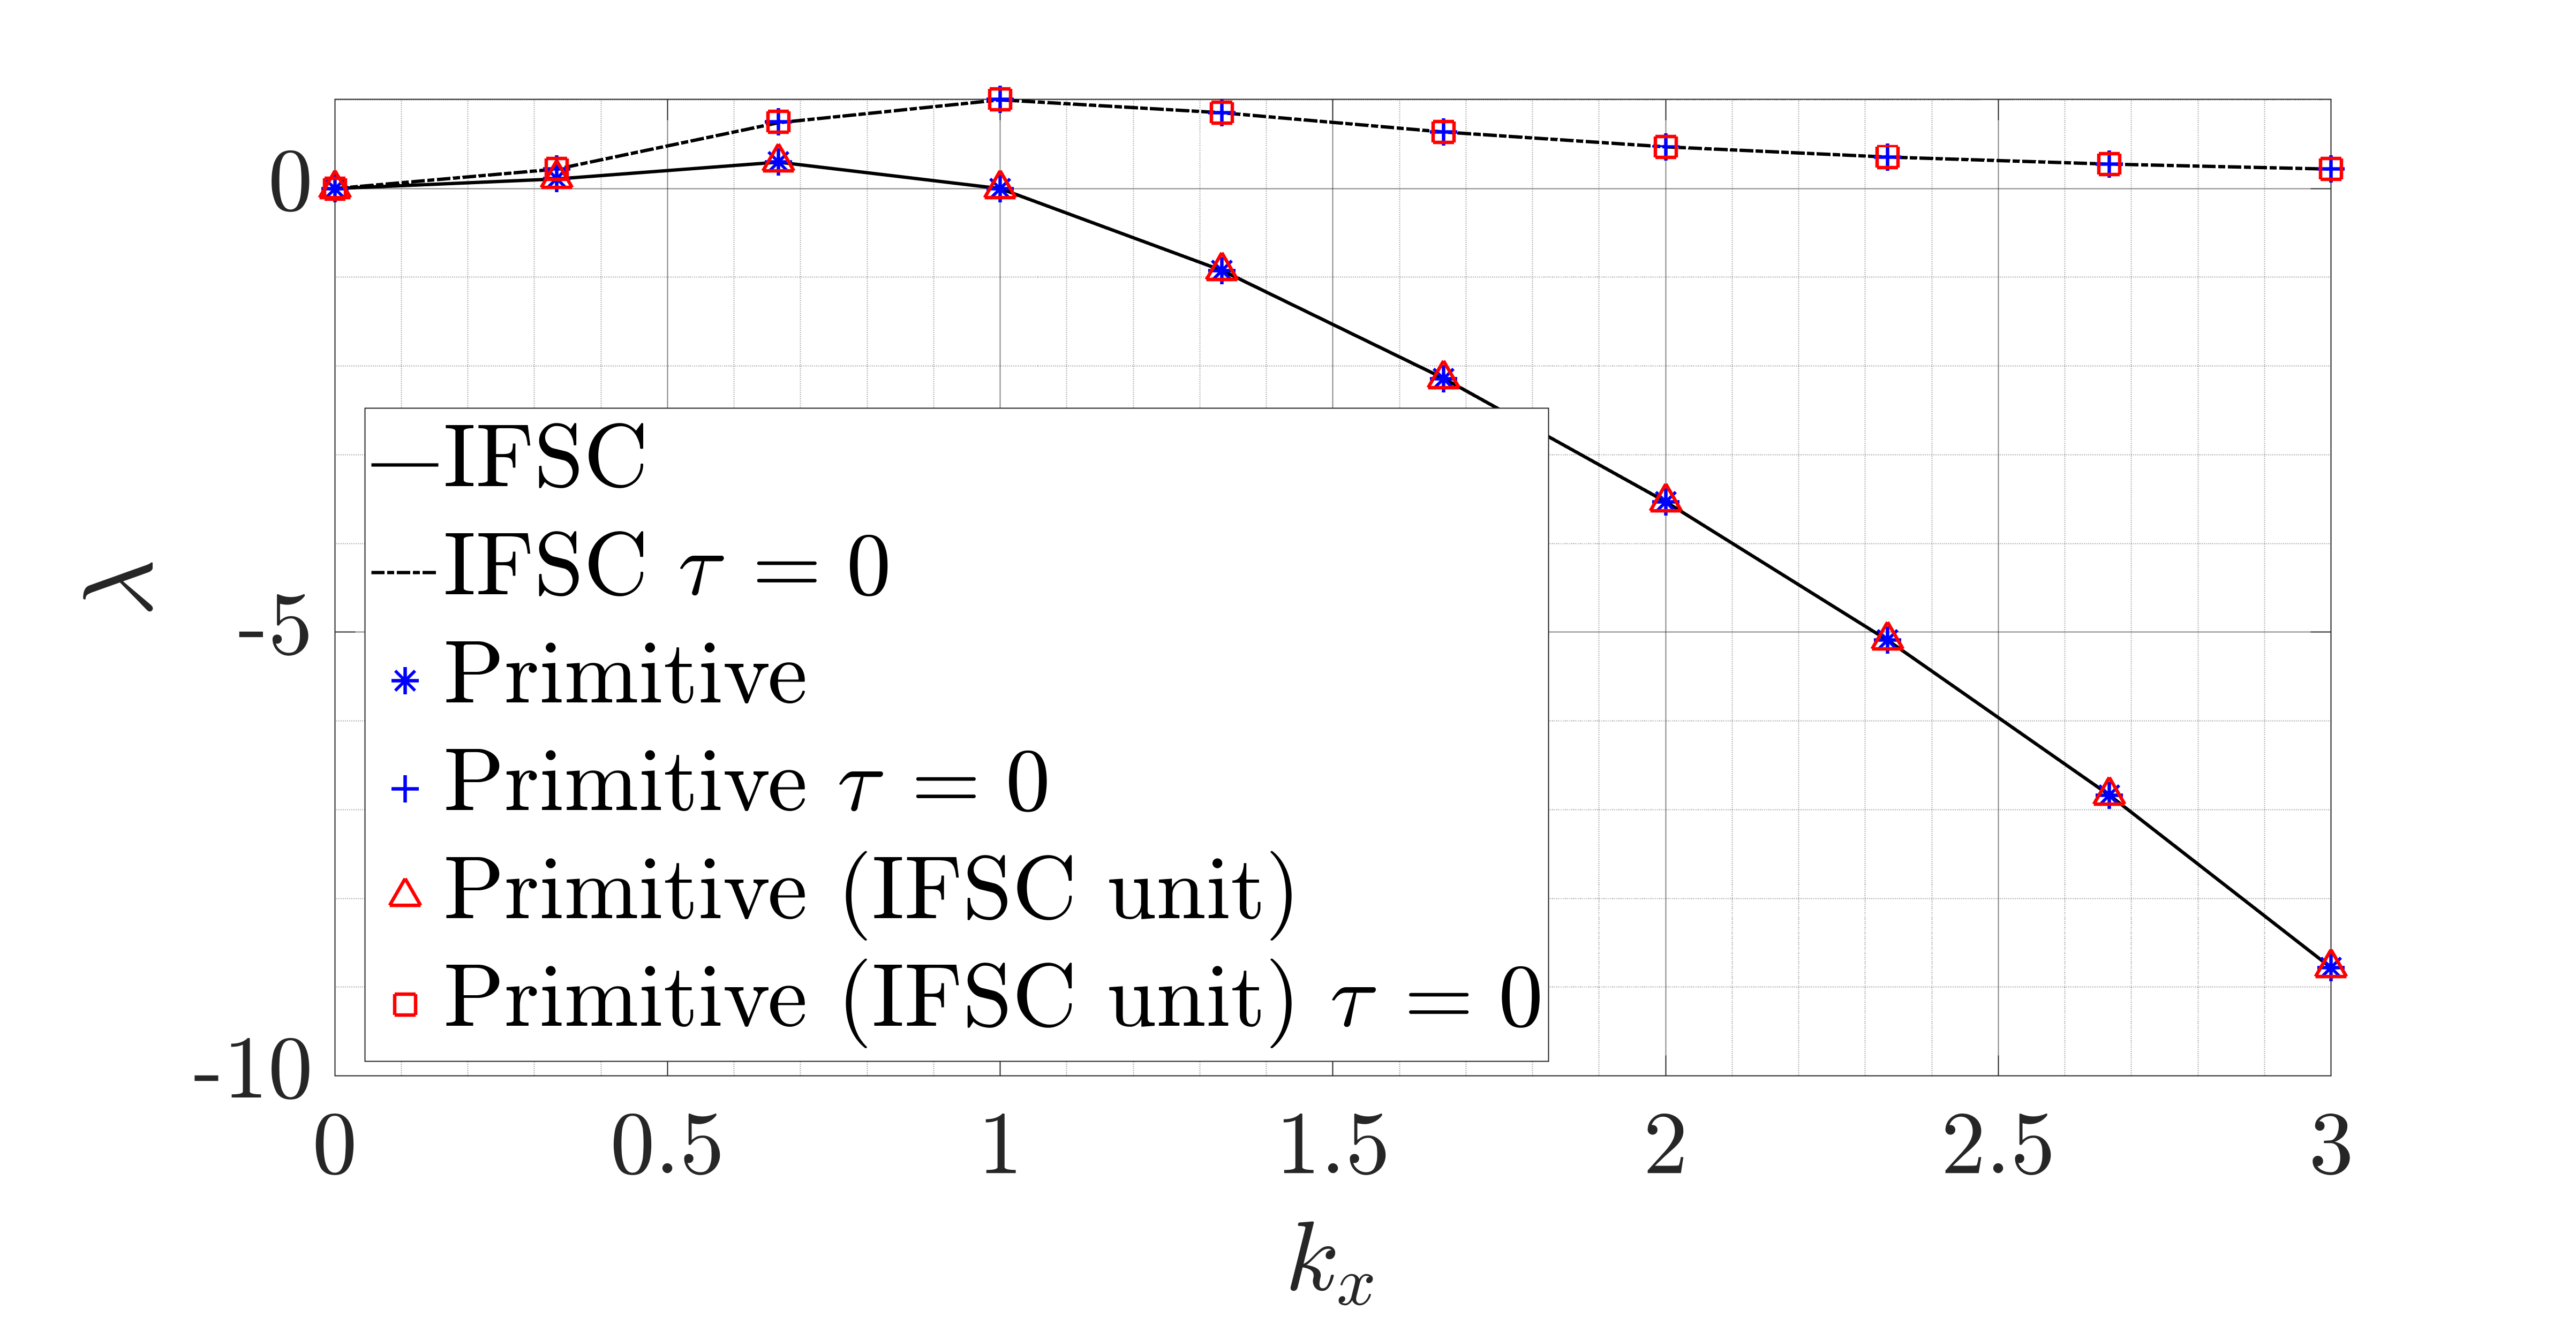 0
-5
-10
λ
IFSC
IFSC τ = 0
Primitive
Primitive τ = 0
Primitive (IFSC unit)
Primitive (IFSC unit) τ = 0
0 0.5 1 1.5 2 2.5 3
kₓ